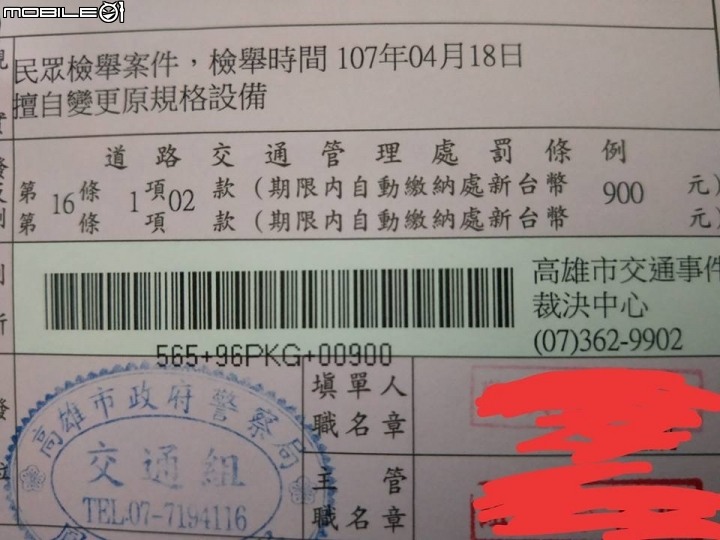 MOBILE01
民眾檢舉案件，檢舉時間 107年04月18日
擅自變更原規格設備
道路交通管理處罰條例
第 16 條 1 項 02 款 (期限內自動繳納處新台幣 900 元)
第 條 項 款 (期限內自動繳納處新台幣 元)
高雄市交通事件
裁決中心
(07)362-9902
565+96PKG+00900
填單人
職名章
主管
職名章
高雄市政府警察局
交通組
TEL:07-7194116